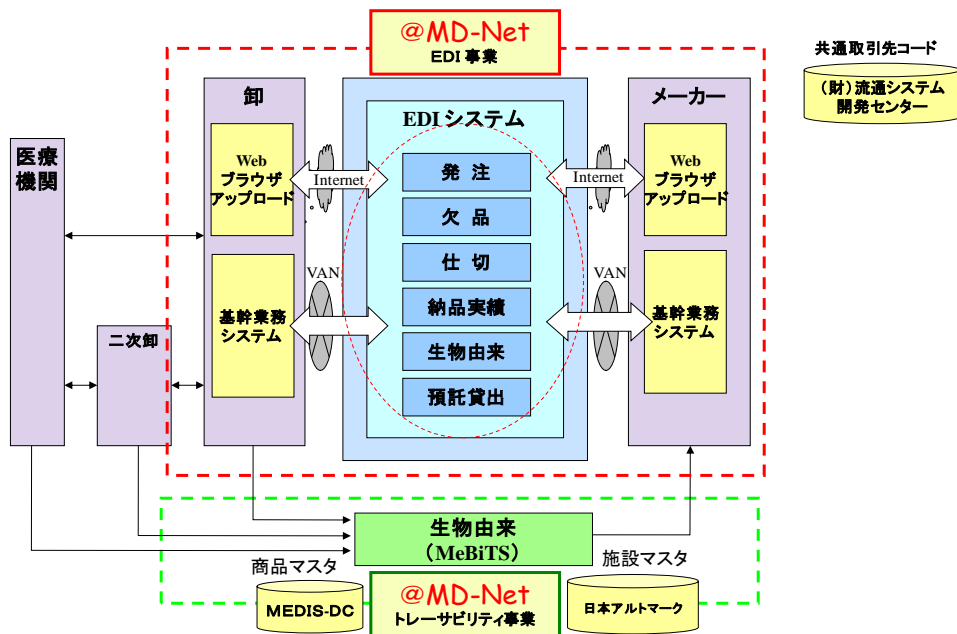 @MD-Net
EDI 事業
共通取引先コード
(財)流通システム
開発センター
卸
EDI システム
メーカー
医療
機関
Web
ブラウザ
アップロード
Internet
発 注
Internet
Web
ブラウザ
アップロード
欠 品
仕 切
VAN
VAN
基幹業務
システム
納品実績
基幹業務
システム
二次卸
生物由来
預託貸出
生物由来
(MeBiTS)
商品マスタ
施設マスタ
MEDIS-DC
@MD-Net
トレーサビリティ事業
日本アルトマーク